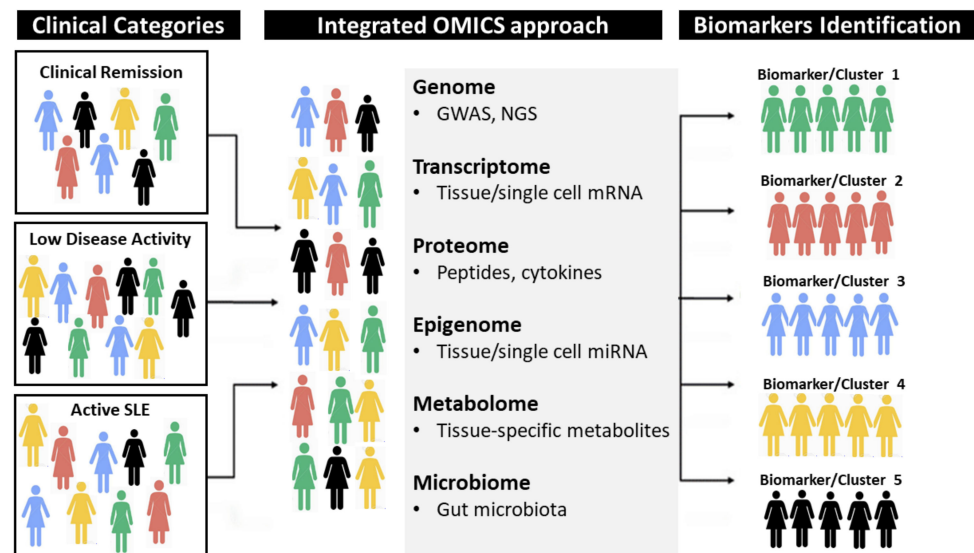 Clinical Categories
Integrated OMICS approach
Biomarkers Identification
Clinical Remission
Low Disease Activity
Active SLE
Genome
• GWAS, NGS
Transcriptome
• Tissue/single cell mRNA
Proteome
• Peptides, cytokines
Epigenome
• Tissue/single cell miRNA
Metabolome
• Tissue-specific metabolites
Microbiome
• Gut microbiota
Biomarker/Cluster 1
Biomarker/Cluster 2
Biomarker/Cluster 3
Biomarker/Cluster 4
Biomarker/Cluster 5